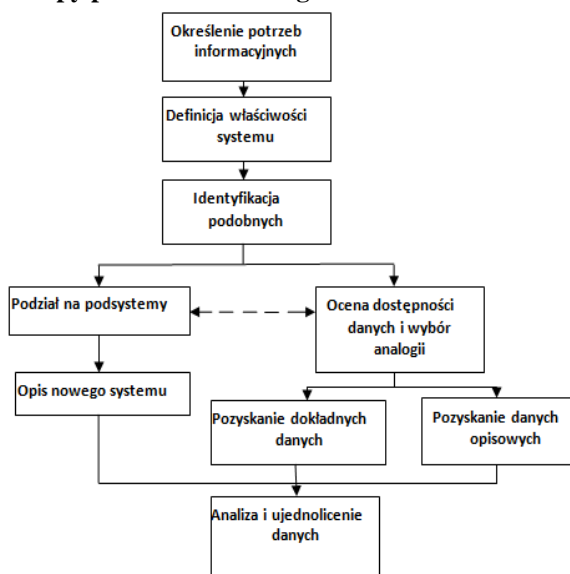 Określenie potrzeb
informacyjnych
Definicja właściwości
systemu
Identyfikacja
podobnych
Podział na podsystemy
Ocena dostępności
danych i wybór
analogii
Opis nowego systemu
Pozyskanie dokładnych
danych
Pozyskanie danych
opisowych
Analiza i ujednolicenie
danych